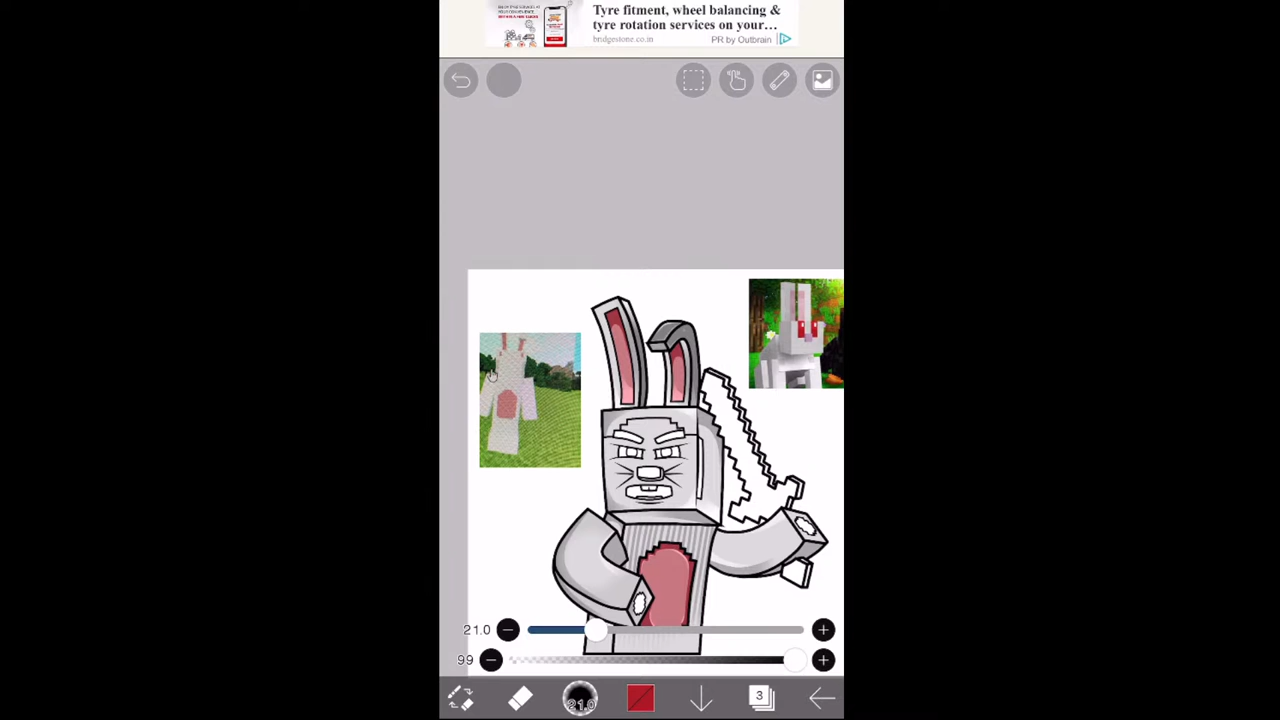 Tyre fitment, wheel balancing &
tyre rotation services on your...
bridgestone.co.in
PR by Outbrain
21.0
99
21.0
3